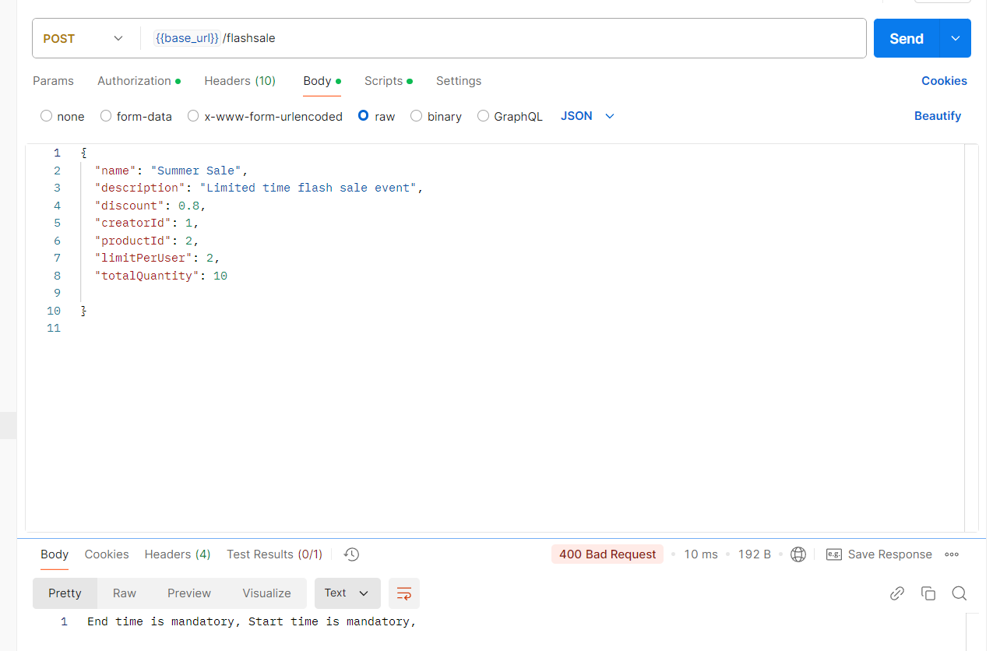 POST {{base_url}} /flashsale Send
Params Authorization Headers (10) Body Scripts Settings Cookies
none form-data x-www-form-urlencoded raw binary GraphQL JSON Beautify
1 {
2 "name": "Summer Sale",
3 "description": "Limited time flash sale event",
4 "discount": 0.8,
5 "creatorId": 1,
6 "productId": 2,
7 "limitPerUser": 2,
8 "totalQuantity": 10
9
10 }
11
Body Cookies Headers (4) Test Results (0/1) 400 Bad Request 10 ms 192 B e.g. Save Response
Pretty Raw Preview Visualize Text
1 End time is mandatory, Start time is mandatory,